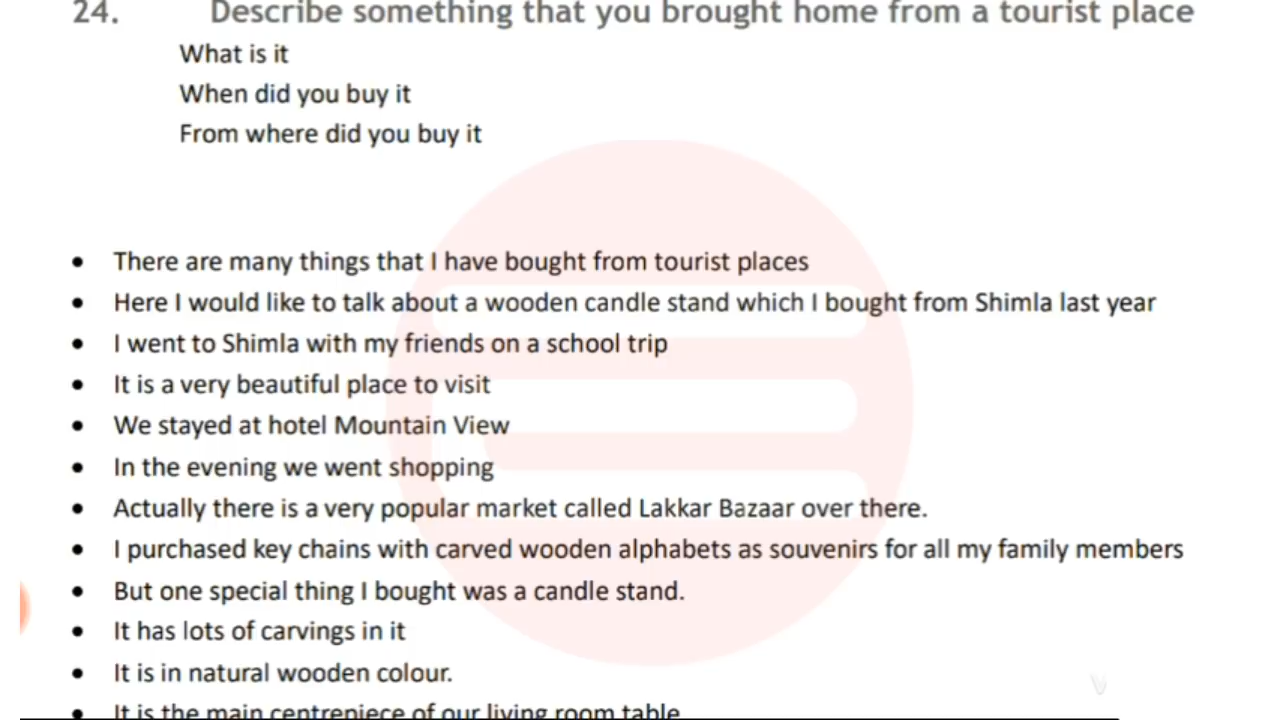 24. Describe something that you brought home from a tourist place
What is it
When did you buy it
From where did you buy it
• There are many things that I have bought from tourist places
• Here I would like to talk about a wooden candle stand which I bought from Shimla last year
• I went to Shimla with my friends on a school trip
• It is a very beautiful place to visit
• We stayed at hotel Mountain View
• In the evening we went shopping
• Actually there is a very popular market called Lakkar Bazaar over there.
• I purchased key chains with carved wooden alphabets as souvenirs for all my family members
• But one special thing I bought was a candle stand.
• It has lots of carvings in it
• It is in natural wooden colour.
• It is the main centrepiece of our living room table